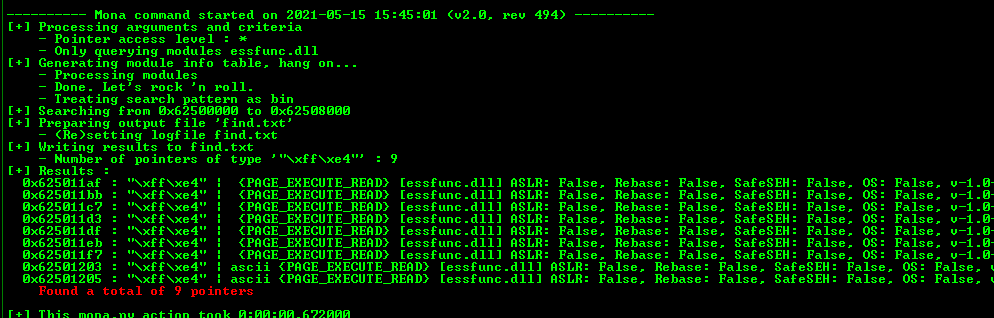 ---------- Mona command started on 2021-05-15 15:45:01 (v2.0, rev 494) ----------
[+] Processing arguments and criteria
- Pointer access level : *
- Only querying modules essfunc.dll
[+] Generating module info table, hang on...
- Processing modules
- Done. Let's rock 'n roll.
- Treating search pattern as bin
[+] Searching from 0x62500000 to 0x62508000
[+] Preparing output file 'find.txt'
- (Re)setting logfile find.txt
[+] Writing results to find.txt
- Number of pointers of type '"\xff\xe4"' : 9
[+] Results :
0x625011af : "\xff\xe4" | {PAGE_EXECUTE_READ} [essfunc.dll] ASLR: False, Rebase: False, SafeSEH: False, OS: False, v-1.0-
0x625011bb : "\xff\xe4" | {PAGE_EXECUTE_READ} [essfunc.dll] ASLR: False, Rebase: False, SafeSEH: False, OS: False, v-1.0-
0x625011c7 : "\xff\xe4" | {PAGE_EXECUTE_READ} [essfunc.dll] ASLR: False, Rebase: False, SafeSEH: False, OS: False, v-1.0-
0x625011d3 : "\xff\xe4" | {PAGE_EXECUTE_READ} [essfunc.dll] ASLR: False, Rebase: False, SafeSEH: False, OS: False, v-1.0-
0x625011df : "\xff\xe4" | {PAGE_EXECUTE_READ} [essfunc.dll] ASLR: False, Rebase: False, SafeSEH: False, OS: False, v-1.0-
0x625011eb : "\xff\xe4" | {PAGE_EXECUTE_READ} [essfunc.dll] ASLR: False, Rebase: False, SafeSEH: False, OS: False, v-1.0-
0x625011f7 : "\xff\xe4" | {PAGE_EXECUTE_READ} [essfunc.dll] ASLR: False, Rebase: False, SafeSEH: False, OS: False, v-1.0-
0x62501203 : "\xff\xe4" | ascii {PAGE_EXECUTE_READ} [essfunc.dll] ASLR: False, Rebase: False, SafeSEH: False, OS: False, v
0x62501205 : "\xff\xe4" | ascii {PAGE_EXECUTE_READ} [essfunc.dll] ASLR: False, Rebase: False, SafeSEH: False, OS: False, v
Found a total of 9 pointers
[+] This mona.py action took 0:00:00.672000